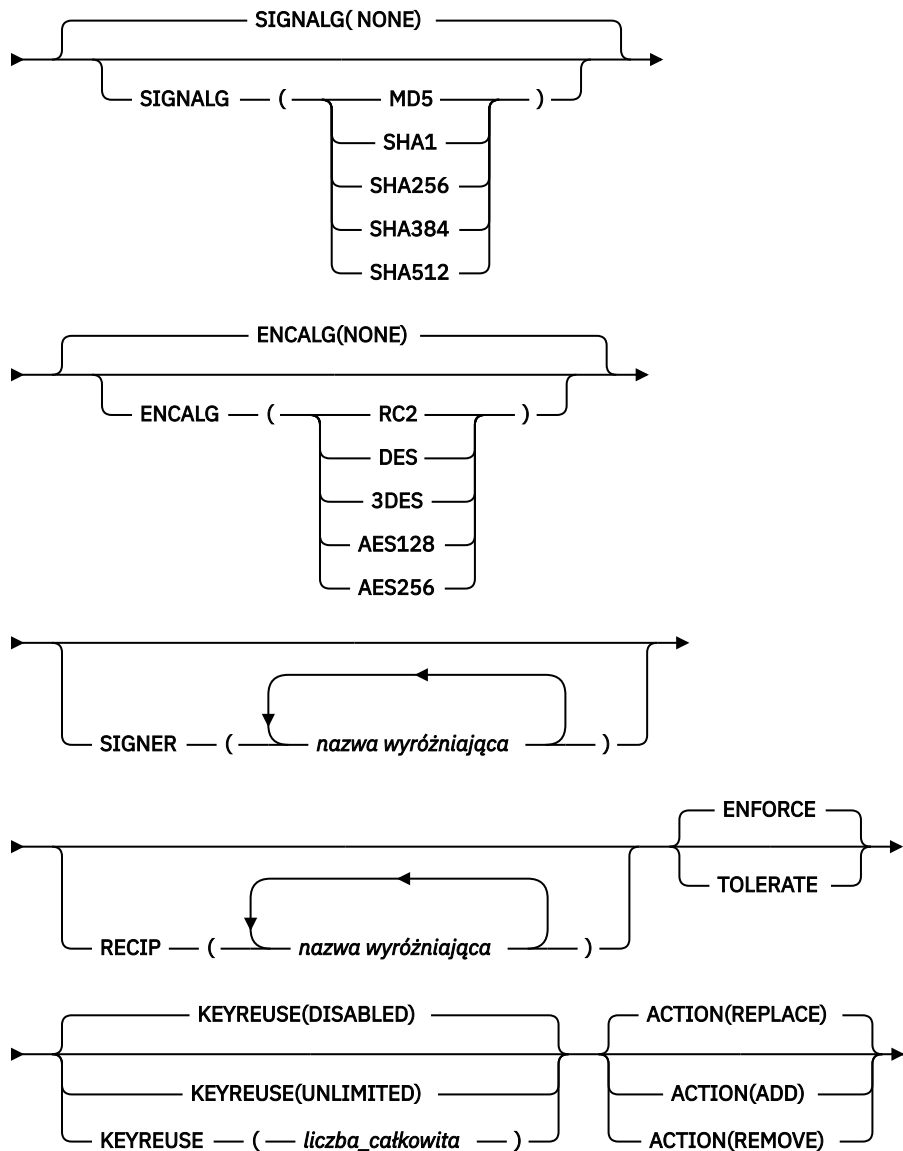 SIGNALG( NONE)
SIGNALG ( MD5 )
SHA1
SHA256
SHA384
SHA512
ENCALG(NONE)
ENCALG ( RC2 )
DES
3DES
AES128
AES256
SIGNER ( nazwa wyróżniająca )
ENFORCE
TOLERATE
RECIP ( nazwa wyróżniająca )
KEYREUSE(DISABLED) ACTION(REPLACE)
KEYREUSE(UNLIMITED) ACTION(ADD)
KEYREUSE ( liczba_całkowita ) ACTION(REMOVE)